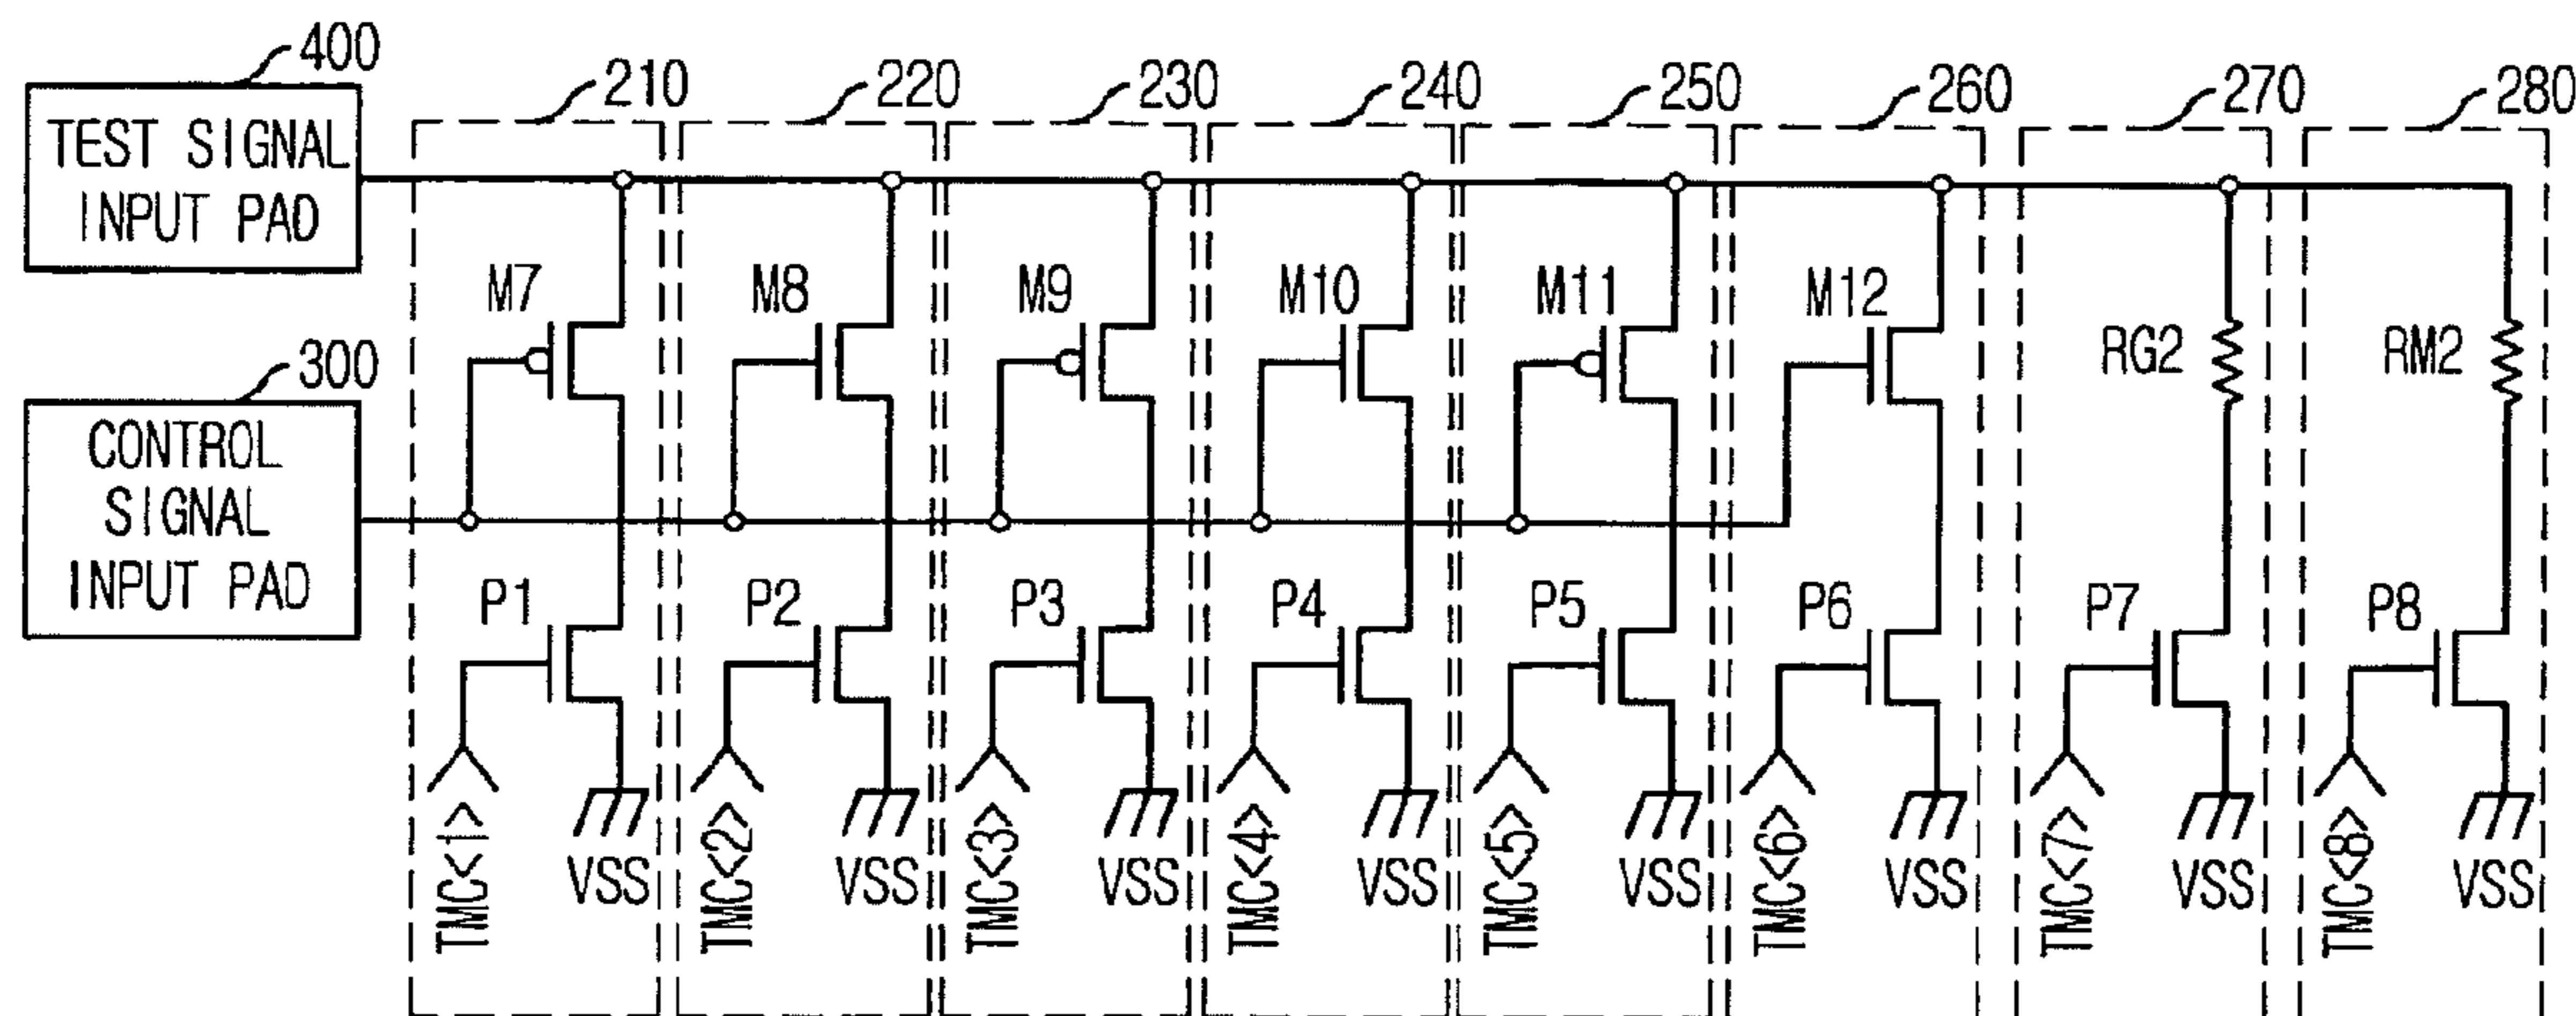 400
210
220
230
240
250
260
270
280
TEST SIGNAL
INPUT PAD
M7
M8
M9
M10
M11
M12
RG2
RM2
300
CONTROL
SIGNAL
INPUT PAD
P1
P2
P3
P4
P5
P6
P7
P8
TMC<1>
VSS
TMC<2>
VSS
TMC<3>
VSS
TMC<4>
VSS
TMC<5>
VSS
TMC<6>
VSS
TMC<7>
VSS
TMC<8>
VSS